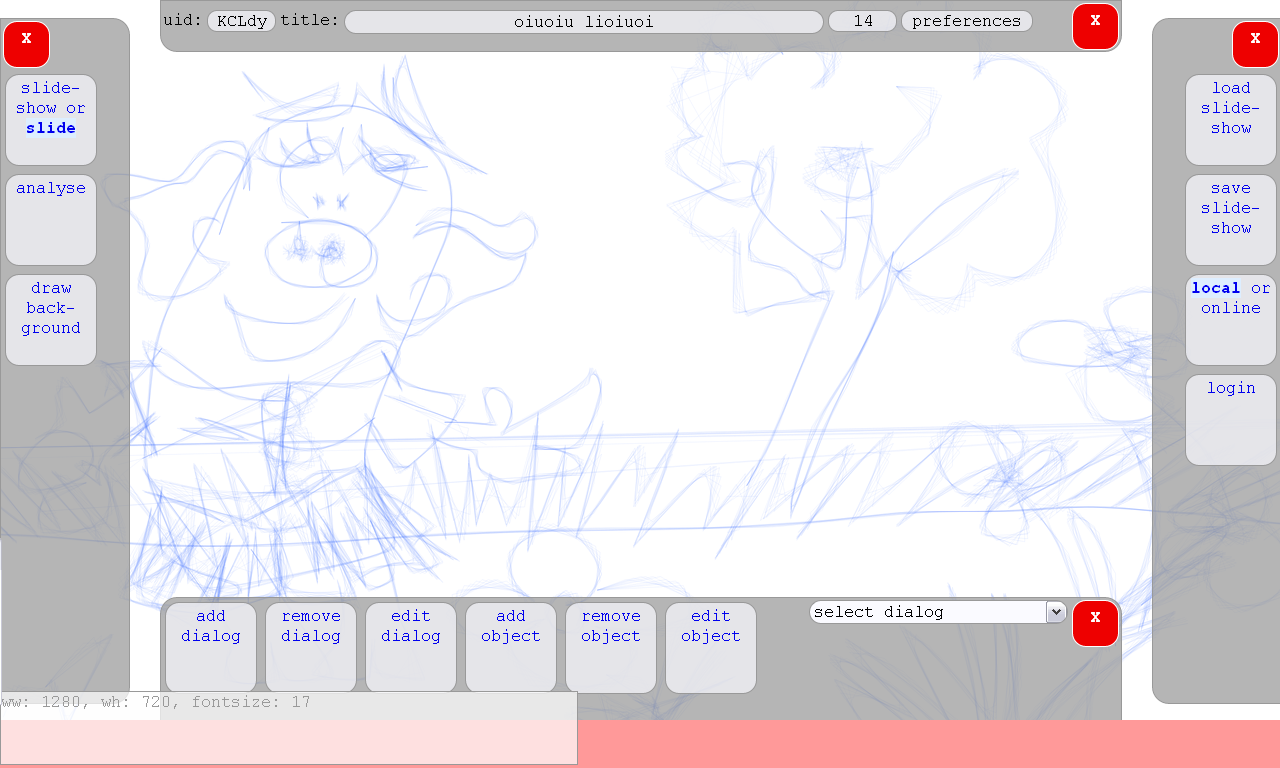 uid: KCLdy title: oiuoiu lioiuoi 14 preferences x
x
slide-
show or
slide
analyse
draw
back-
ground
x
load
slide-
show
save
slide-
show
local or
online
login
add
dialog
remove
dialog
edit
dialog
add
object
remove
object
edit
object
select dialog
x
ww: 1280, wh: 720, fontsize: 17